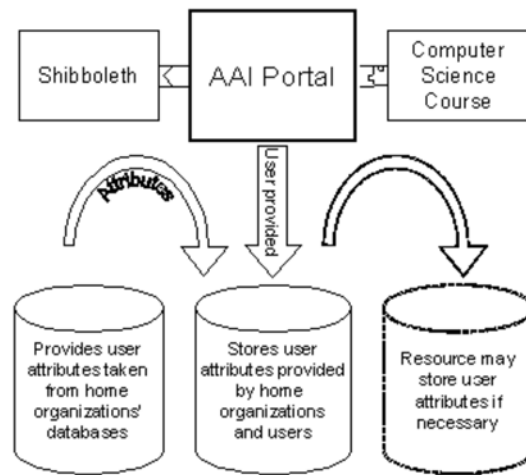 Shibboleth
AAI Portal
Computer
Science
Course
Attributes
User provided
Provides user
attributes taken
from home
organizations'
databases
Stores user
attributes provided
by home
organizations
and users
Resource may
store user
attributes if
necessary